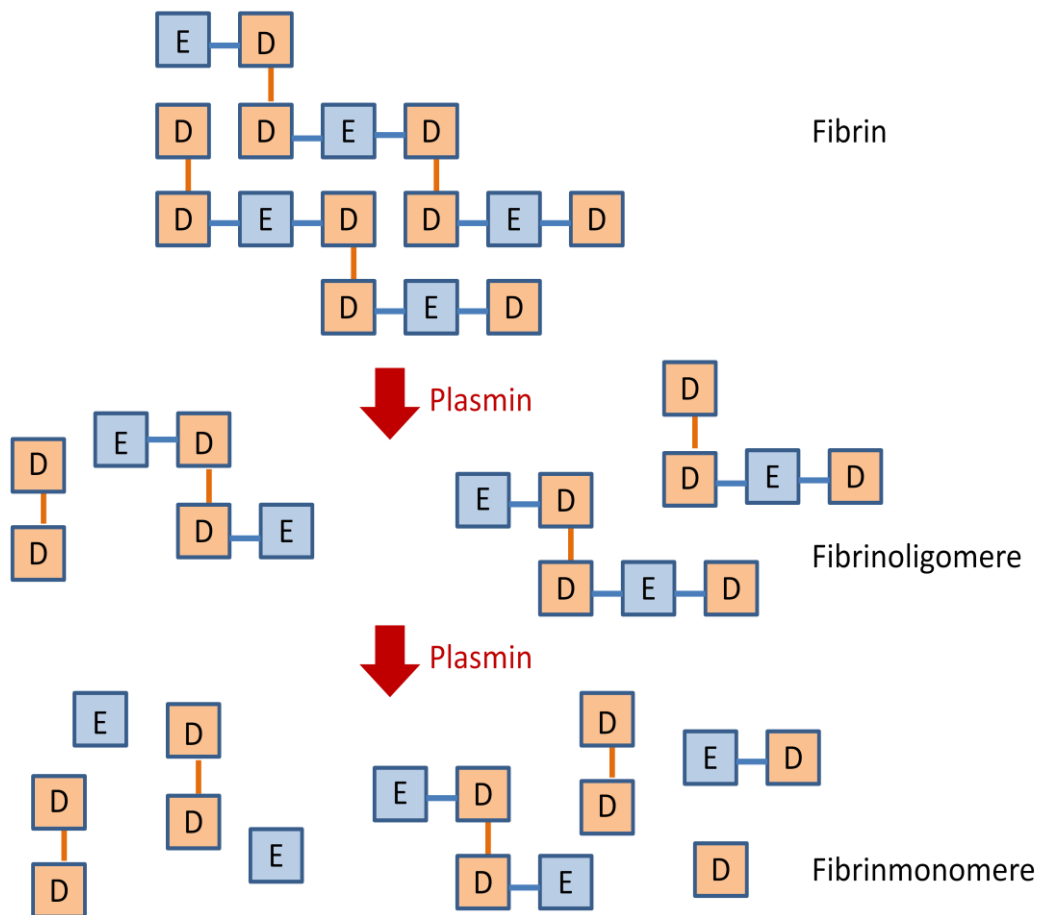 E D
D D E D Fibrin
D E D D E D
D E D
D
Plasmin
E D D
D E D D E D
D D E
Fibrinoligomere
D E D
Plasmin
E D D E D
D D E D
D
E D
D D E Fibrinmonomere